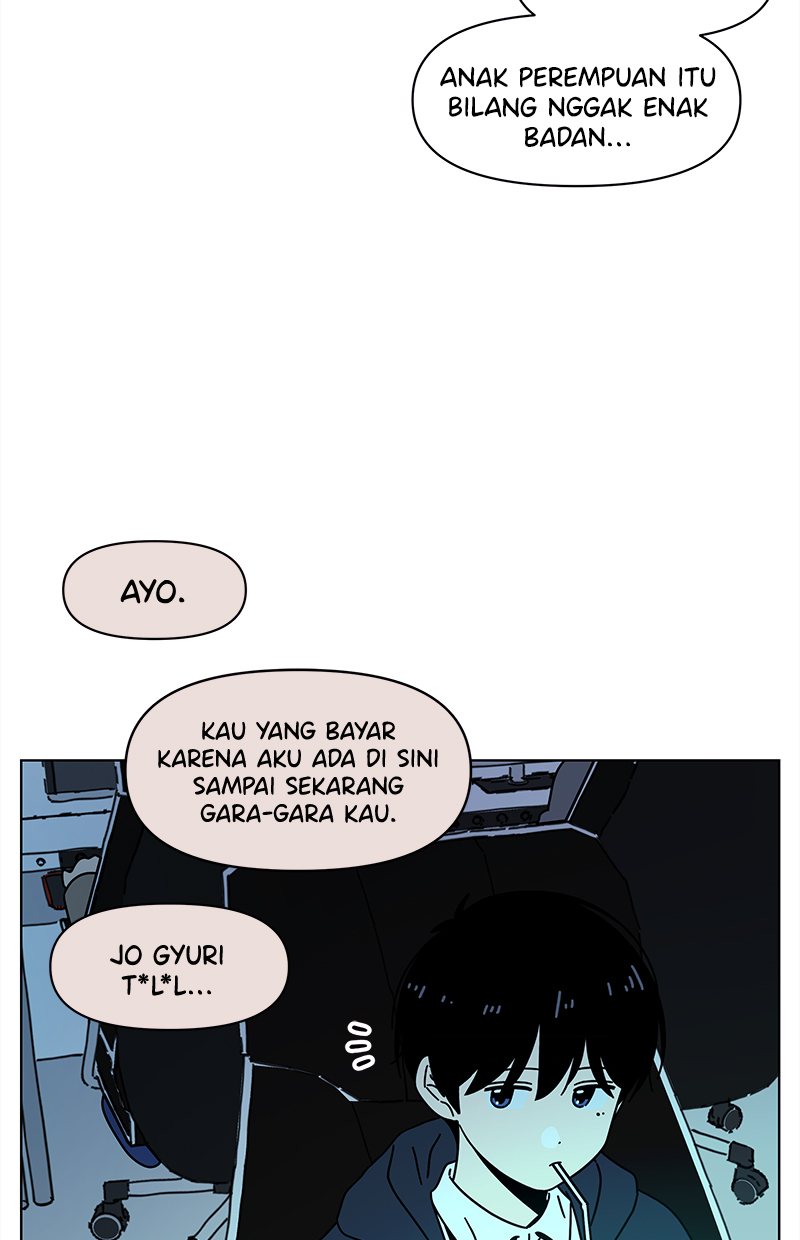 ANAK PEREMPUAN ITU
BILANG NGGAK ENAK
BADAN...
AYO.
KAU YANG BAYAR
KARENA AKU ADA DI SINI
SAMPAI SEKARANG
GARA-GARA KAU.
JO GYURI
T*L*L...